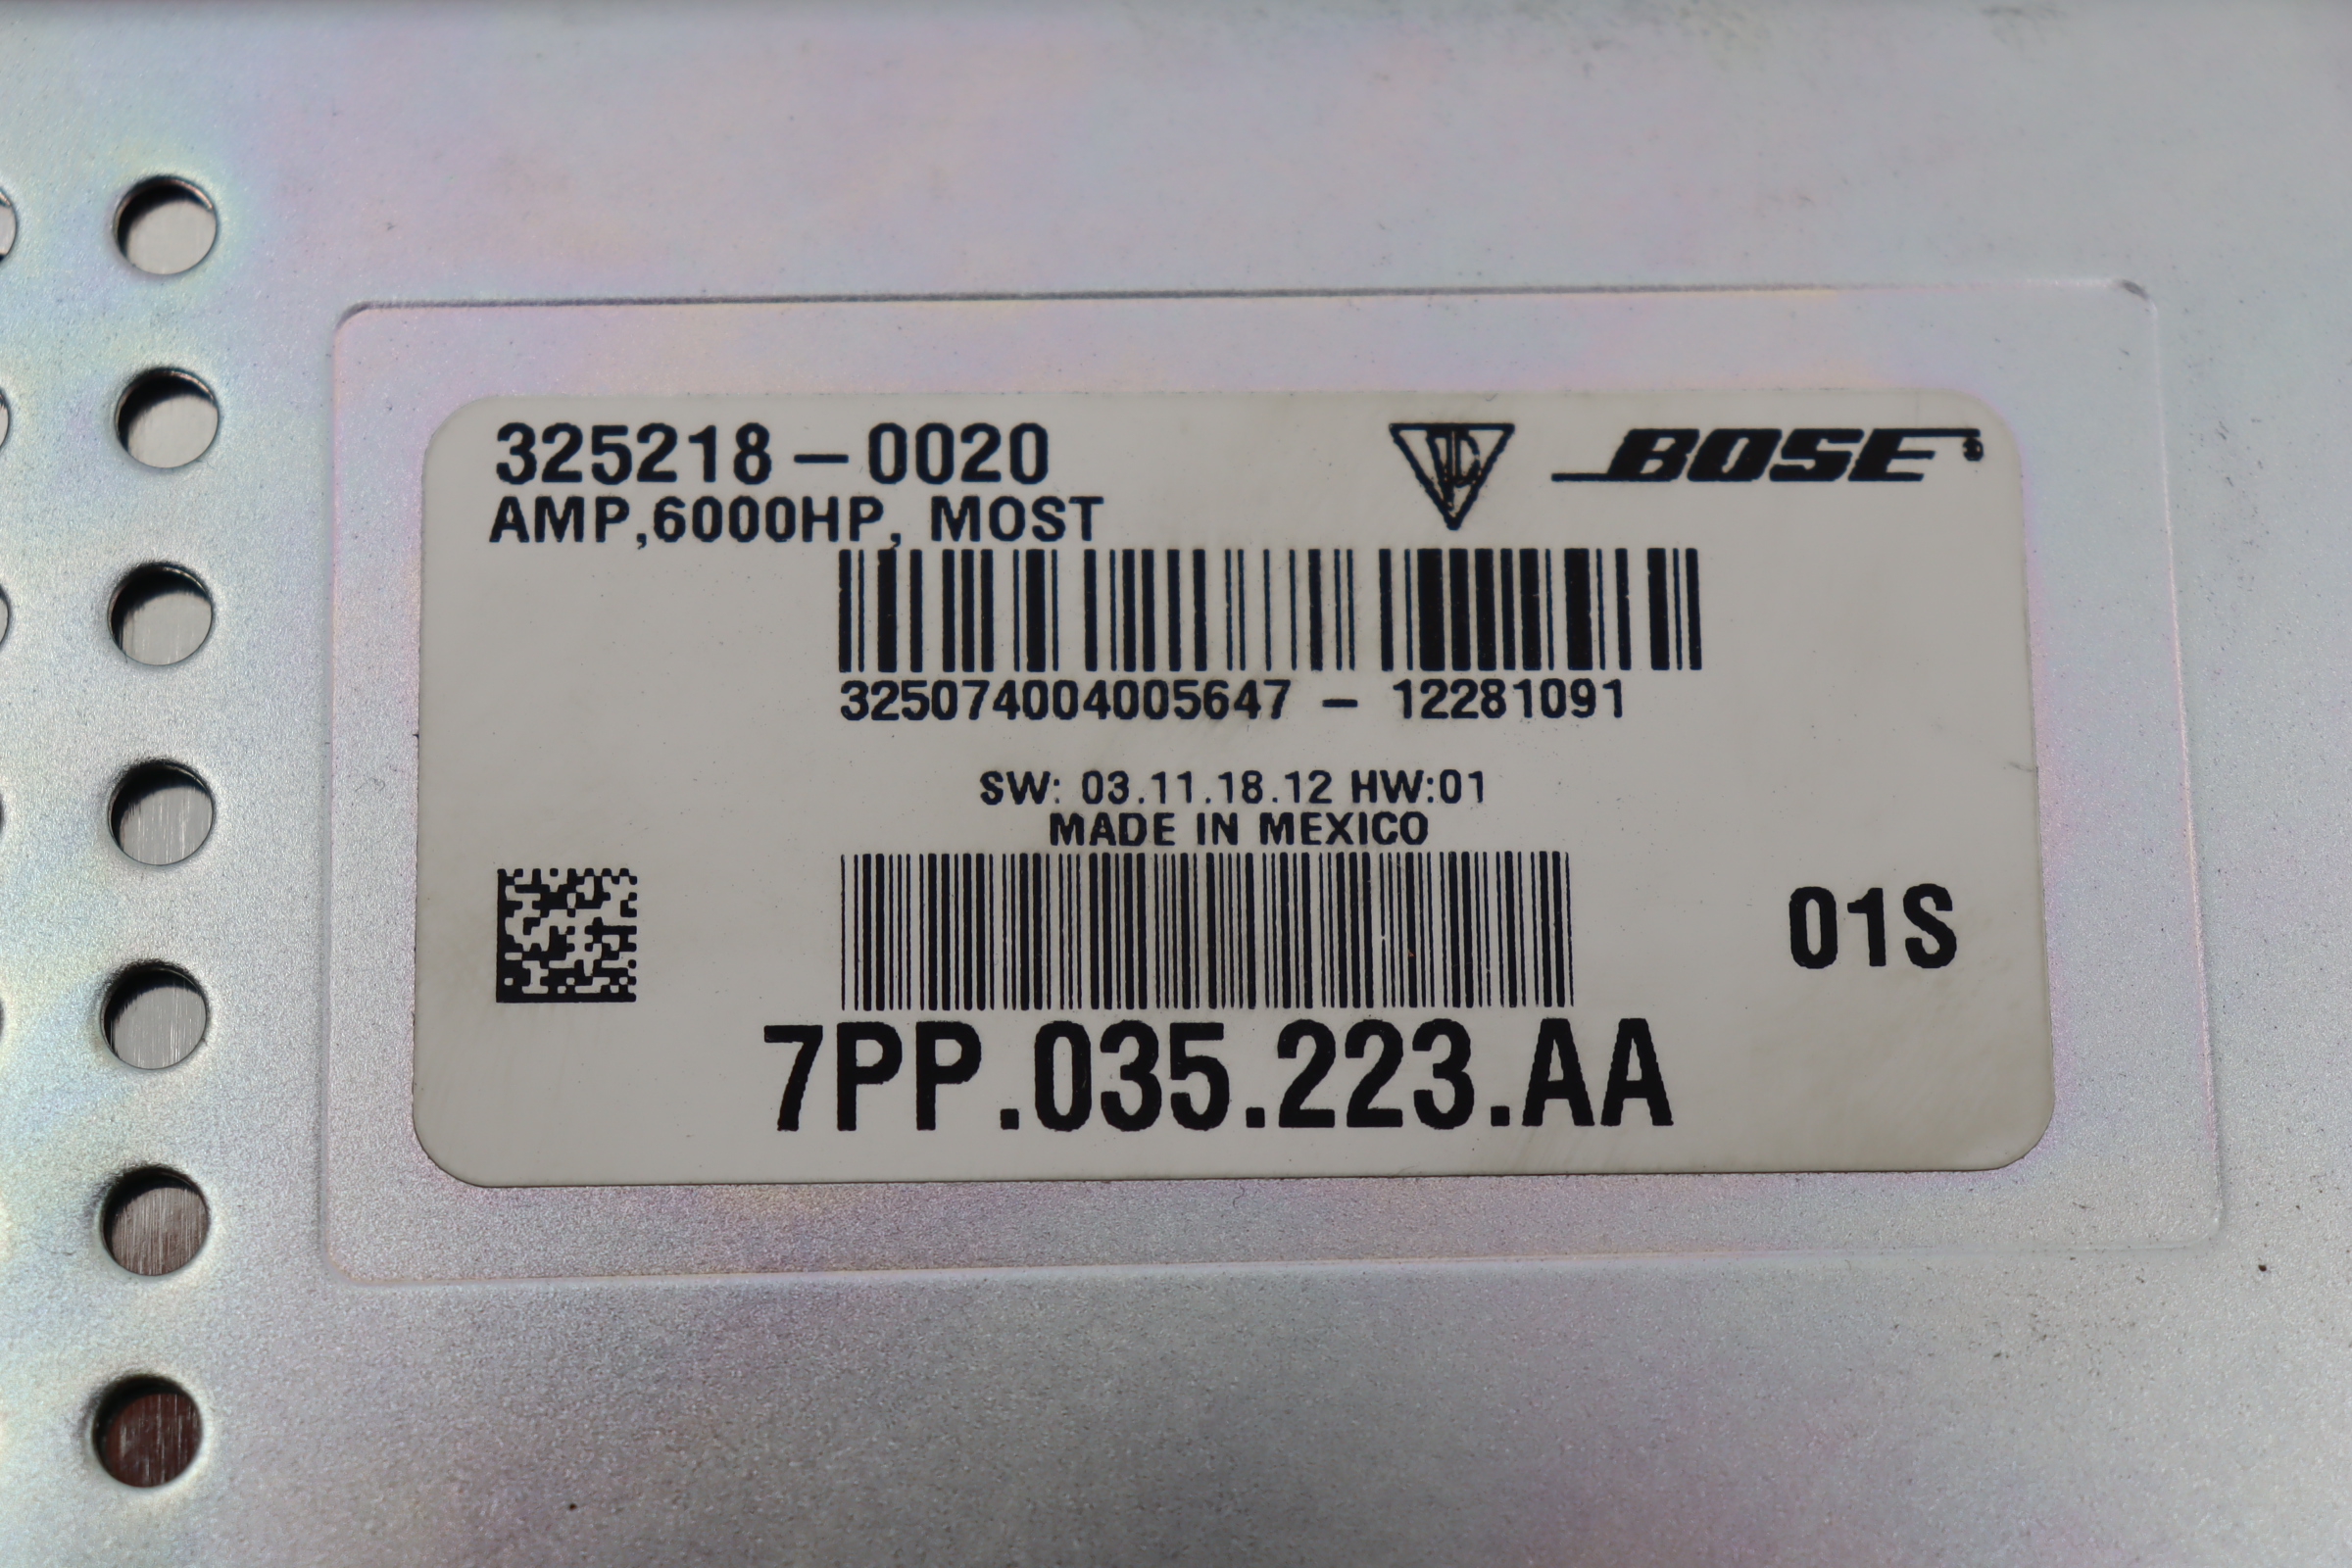 325218-0020
BOSE
AMP,6000HP, MOST
325074004005647 - 12281091
SW: 03.11.18.12 HW:01
MADE IN MEXICO
01S
7PP.035.223.AA